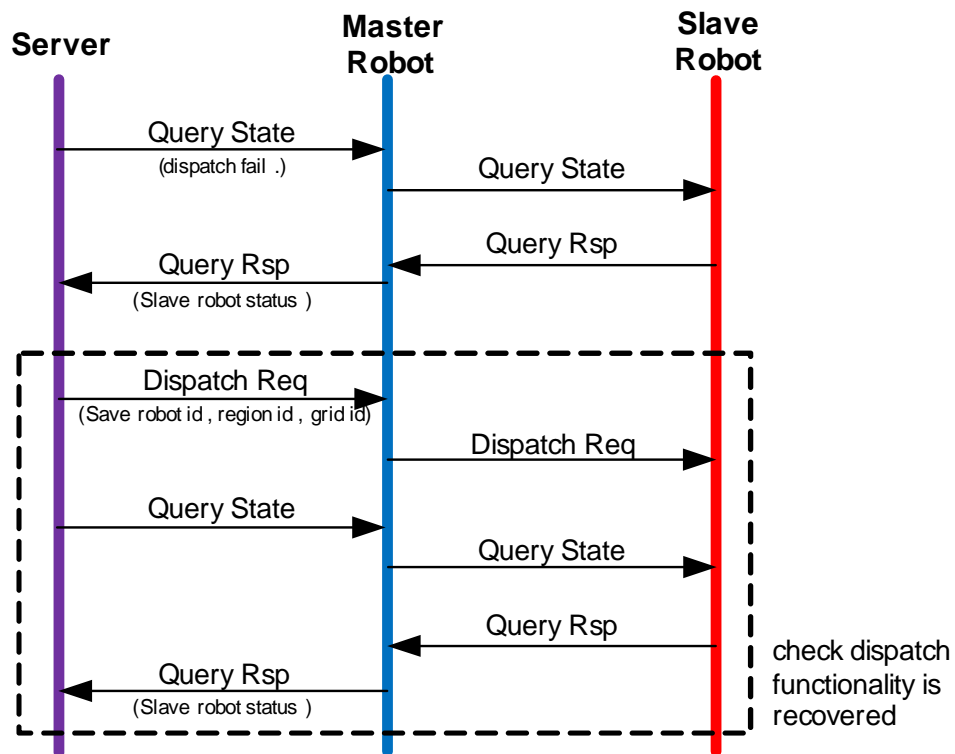 Server
Master
Robot
Slave
Robot
Query State
(dispatch fail .)
Query State
Query Rsp
Query Rsp
(Slave robot status )
Dispatch Req
(Save robot id , region id , grid id)
Dispatch Req
Query State
Query State
Query Rsp
Query Rsp
(Slave robot status )
check dispatch
functionality is
recovered